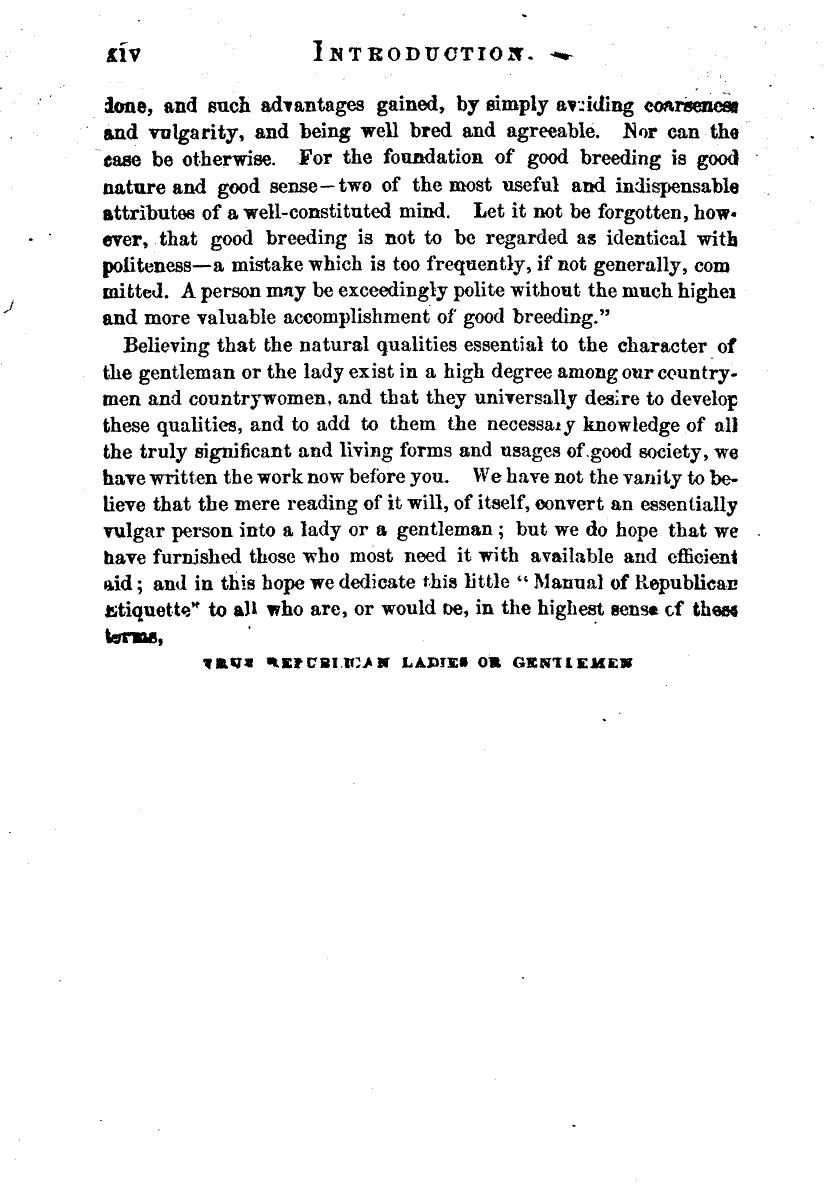 xiv INTRODUCTION.
done, and such advantages gained, by simply avoiding coarseness
and vulgarity, and being well bred and agreeable. Nor can the
case be otherwise. For the foundation of good breeding is good
nature and good sense—two of the most useful and indispensable
attributes of a well-constituted mind. Let it not be forgotten, how-
ever, that good breeding is not to be regarded as identical with
politeness—a mistake which is too frequently, if not generally, com
mitted. A person may be exceedingly polite without the much higher
and more valuable accomplishment of good breeding.”
Believing that the natural qualities essential to the character of
the gentleman or the lady exist in a high degree among our country-
men and countrywomen, and that they universally desire to develop
these qualities, and to add to them the necessary knowledge of all
the truly significant and living forms and usages of good society, we
have written the work now before you. We have not the vanity to be-
lieve that the mere reading of it will, of itself, convert an essentially
vulgar person into a lady or a gentleman ; but we do hope that we
have furnished those who most need it with available and efficient
aid ; and in this hope we dedicate this little “ Manual of Republican
Etiquette” to all who are, or would be, in the highest sense of these
terms,
TRUE REPUBLICAN LADIES OR GENTLEMEN